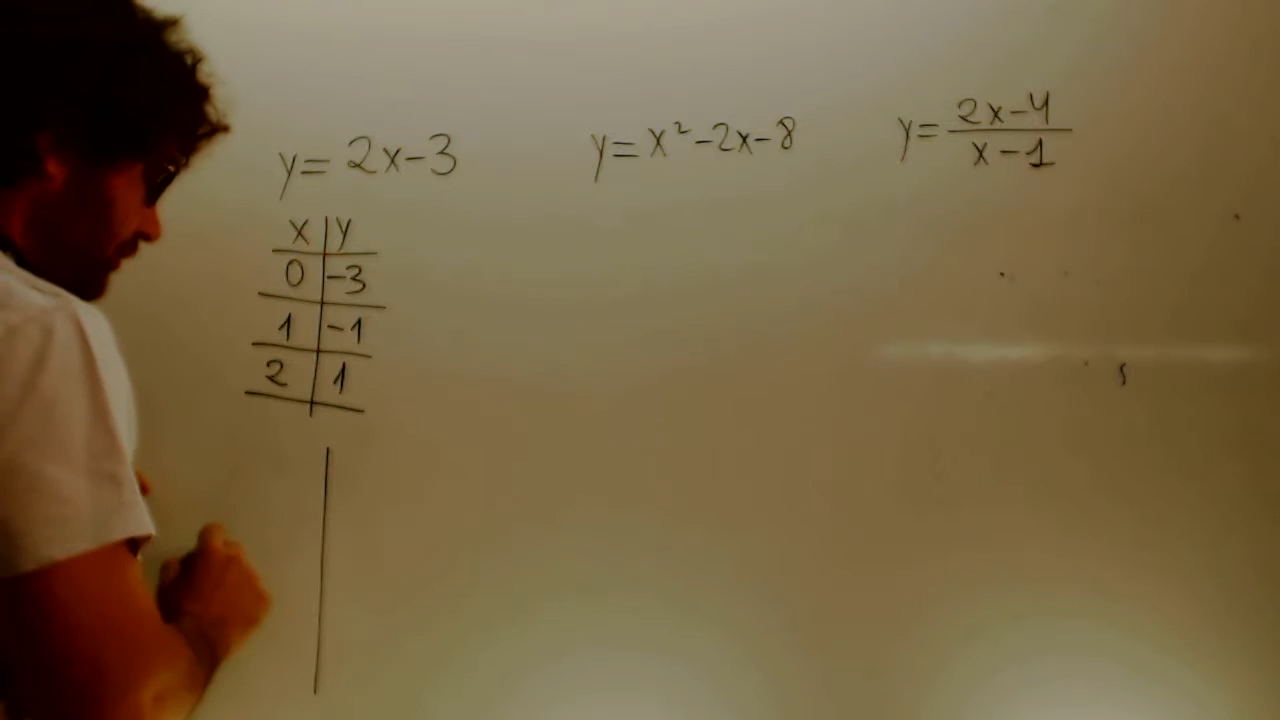 y = 2x - 3
x y
0 -3
1 -1
2 1
y = x² - 2x - 8
y = (2x - 4)/(x - 1)